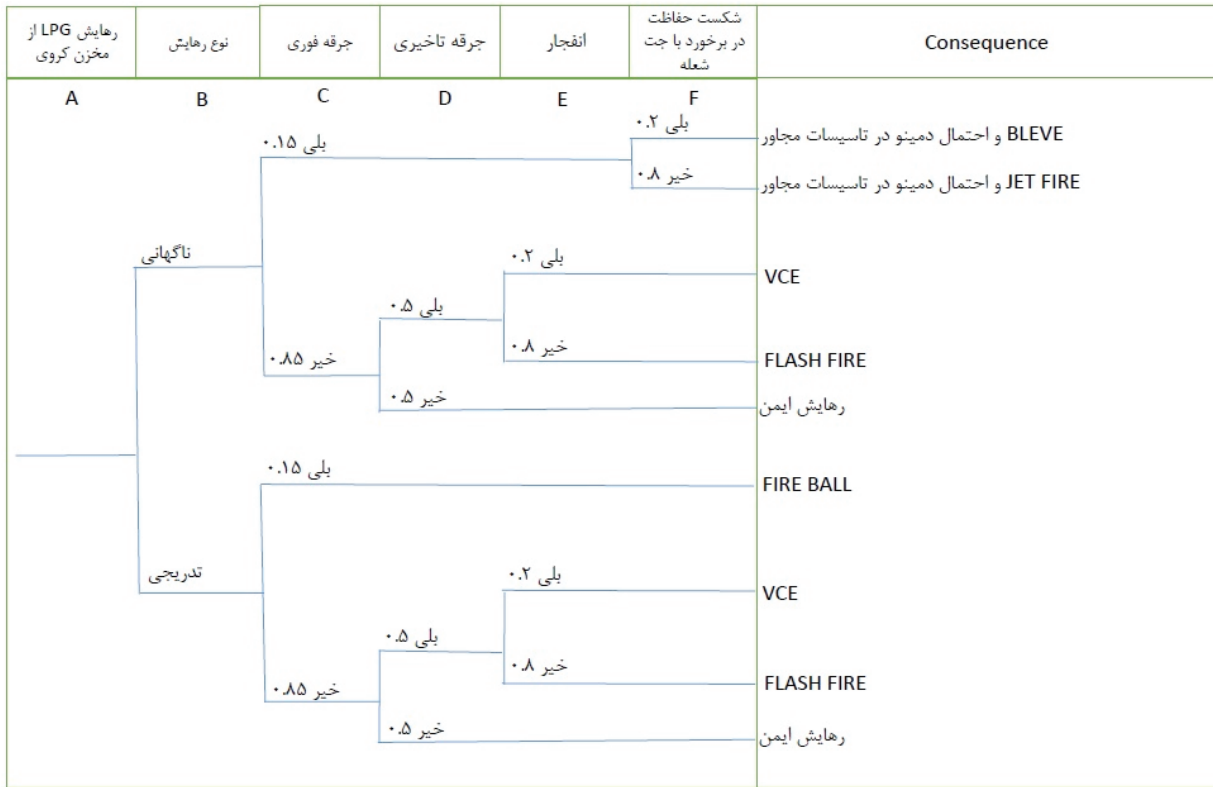 رهایش LPG از
مخزن کروی
نوع رهایش
جرقه فوری
جرقه تاخیری
انفجار
شکست حفاظت
در برخورد با جت
شعله
Consequence
A
B
C
D
E
F
بلی ۰.۱۵
بلی ۰.۲
BLEVE و احتمال دمینو در تاسیسات مجاور
خیر ۰.۸
JET FIRE و احتمال دمینو در تاسیسات مجاور
ناگهانی
بلی ۰.۲
VCE
بلی ۰.۵
خیر ۰.۸۵
خیر ۰.۸
FLASH FIRE
خیر ۰.۵
رهایش ایمن
بلی ۰.۱۵
FIRE BALL
تدریجی
بلی ۰.۲
VCE
بلی ۰.۵
خیر ۰.۸
FLASH FIRE
خیر ۰.۸۵
خیر ۰.۵
رهایش ایمن